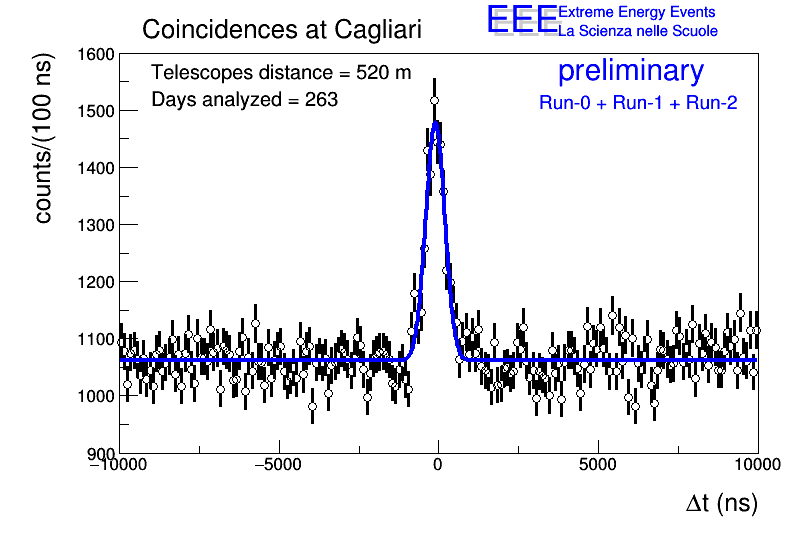 Coincidences at Cagliari
EEE
Extreme Energy Events
La Scienza nelle Scuole
Telescopes distance = 520 m
Days analyzed = 263
preliminary
Run-0 + Run-1 + Run-2
counts/(100 ns)
1600
1500
1400
1300
1200
1100
1000
900
−10000 −5000 0 5000 10000
Δt (ns)